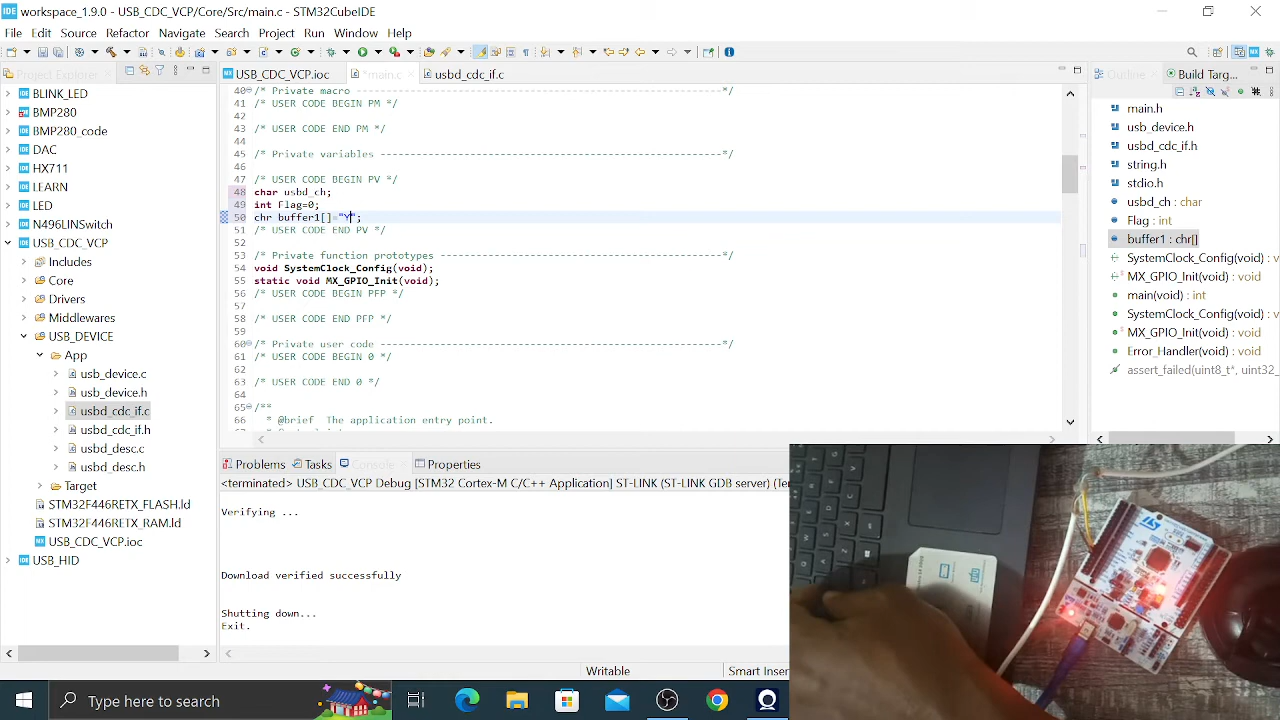 IDE workspace_1.9.0 - USB_CDC_VCP/Core/Src/main.c - STM32CubeIDE
File Edit Source Refactor Navigate Search Project Run Window Help
Project Explorer
USB_CDC_VCP.ioc
*main.c
usbd_cdc_if.c
Outline
Build Targ...
BLINK_LED
BMP280
BMP280_code
DAC
HX711
LEARN
LED
N496LINSENSOR
USB_CDC_VCP
Includes
Core
Drivers
Middlewares
USB_DEVICE
App
usb_device.c
usb_device.h
usbd_cdc_if.c
usbd_cdc_if.h
usbd_desc.c
usbd_desc.h
Target
STM32F446RETX_FLASH.ld
STM32F446RETX_RAM.ld
USB_CDC_VCP.ioc
USB_HID
40 /* Private macro -------------------------------------------------------------*/
41 /* USER CODE BEGIN PM */
42
43 /* USER CODE END PM */
44
45 /* Private variables ---------------------------------------------------------*/
46
47 /* USER CODE BEGIN PV */
48 char usbd_ch;
49 int Flag=0;
50 chr buffer1[]="Y";
51 /* USER CODE END PV */
52
53 /* Private function prototypes -----------------------------------------------*/
54 void SystemClock_Config(void);
55 static void MX_GPIO_Init(void);
56 /* USER CODE BEGIN PFP */
57
58 /* USER CODE END PFP */
59
60 /* Private user code ---------------------------------------------------------*/
61 /* USER CODE BEGIN 0 */
62
63 /* USER CODE END 0 */
64
65 /**
66 * @brief The application entry point.
main.h
usb_device.h
usbd_cdc_if.h
string.h
stdio.h
usbd_ch : char
Flag : int
buffer1 : chr[]
SystemClock_Config(void) :
MX_GPIO_Init(void) : void
main(void) : int
SystemClock_Config(void) :
MX_GPIO_Init(void) : void
Error_Handler(void) : void
assert_failed(uint8_t*, uint32_
Problems Tasks Console Properties
<terminated> USB_CDC_VCP Debug [STM32 Cortex-M C/C++ Application] ST-LINK (ST-LINK GDB server) (Ter
Verifying ...
Download verified successfully
Shutting down...
Exit.
Writable
Smart Inser
Type here to search